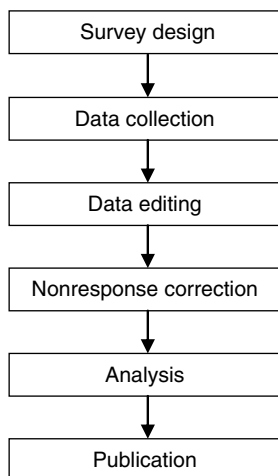 Survey design
Data collection
Data editing
Nonresponse correction
Analysis
Publication